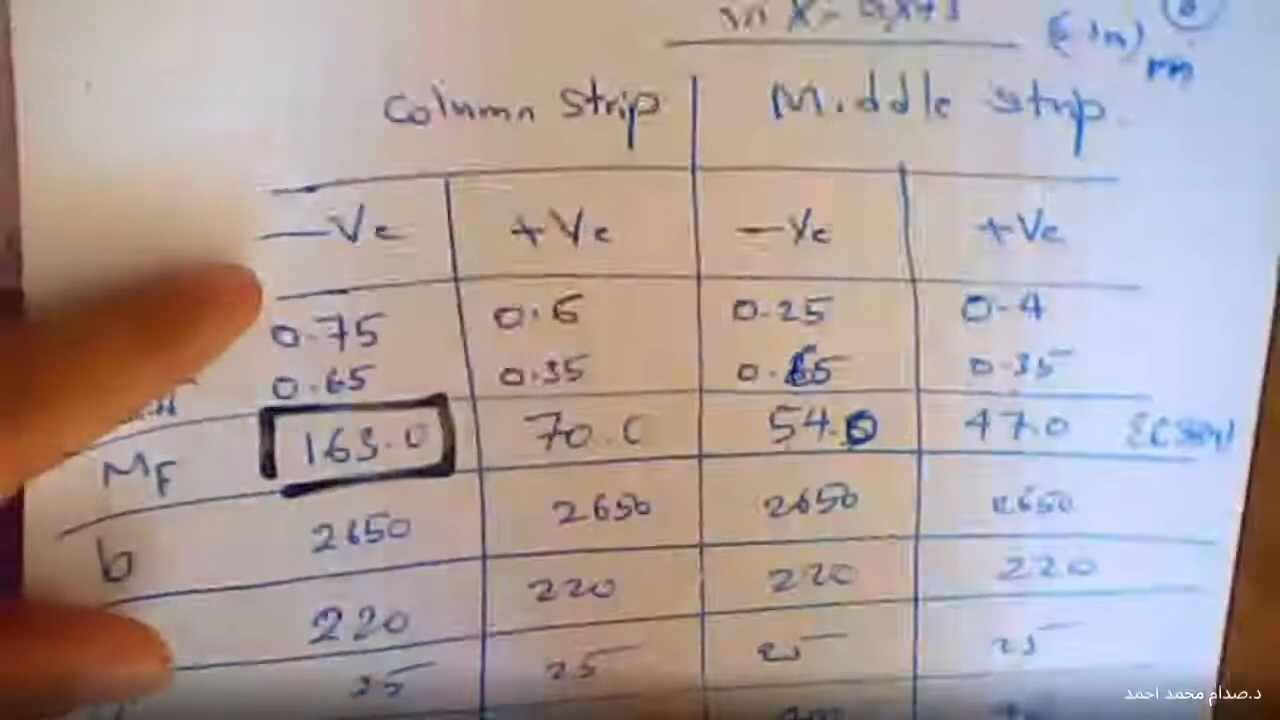 Column strip Middle strip
-Ve +Ve -Ve +Ve
0.75 0.6 0.25 0.4
0.65 0.35 0.65 0.35
MF 163.0 70.0 54.0 47.0
b 2650 2650 2650 2650
220 220 220 220
25 25 25 25
د.صدام محمد احمد